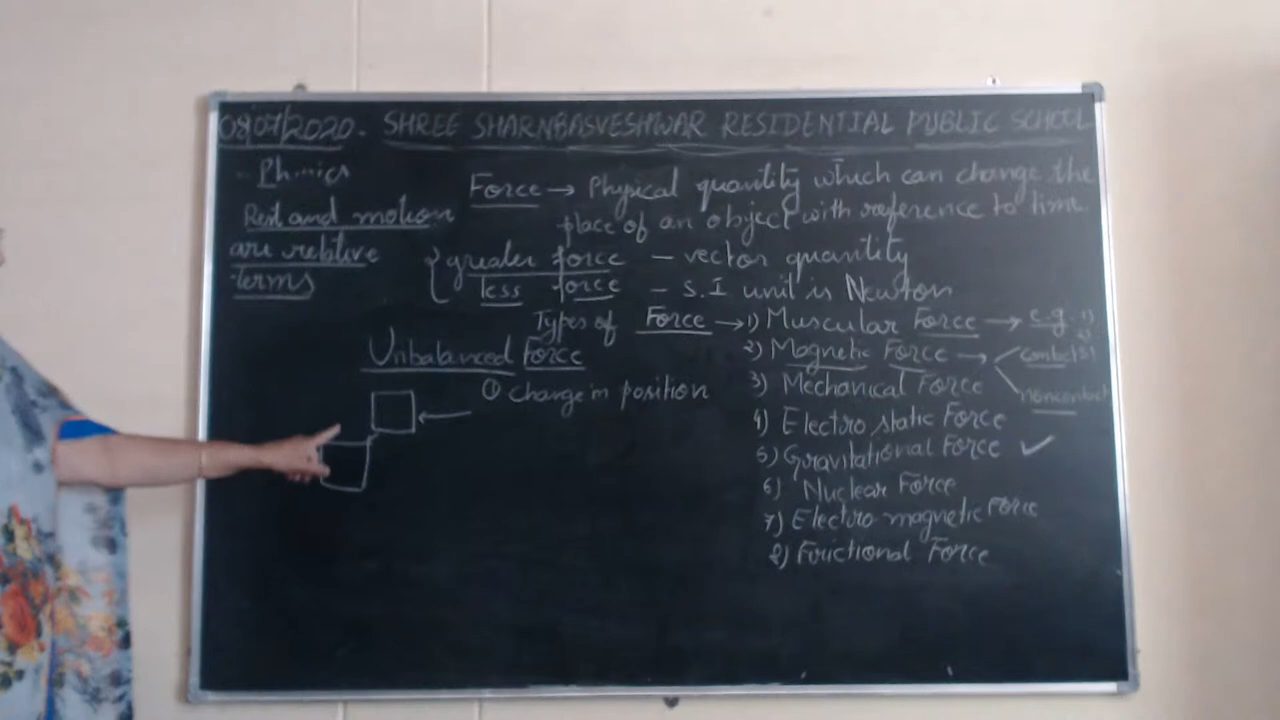 08/07/2020. SHREE SHARNBASVESHWAR RESIDENTIAL PUBLIC SCHOOL
Rest and motion
are relative
terms
Force → Physical quantity which can change the
place of an object with reference to time.
{ greater force — vector quantity
less force — S.I unit is Newton
Types of Force → 1) Muscular Force → e.g. 1)
2) Magnetic Force → contact
noncontact
3) Mechanical Force
4) Electro static Force
5) Gravitational Force ✓
6) Nuclear Force
7) Electro magnetic Force
8) Frictional Force
Unbalanced Force
① change in position